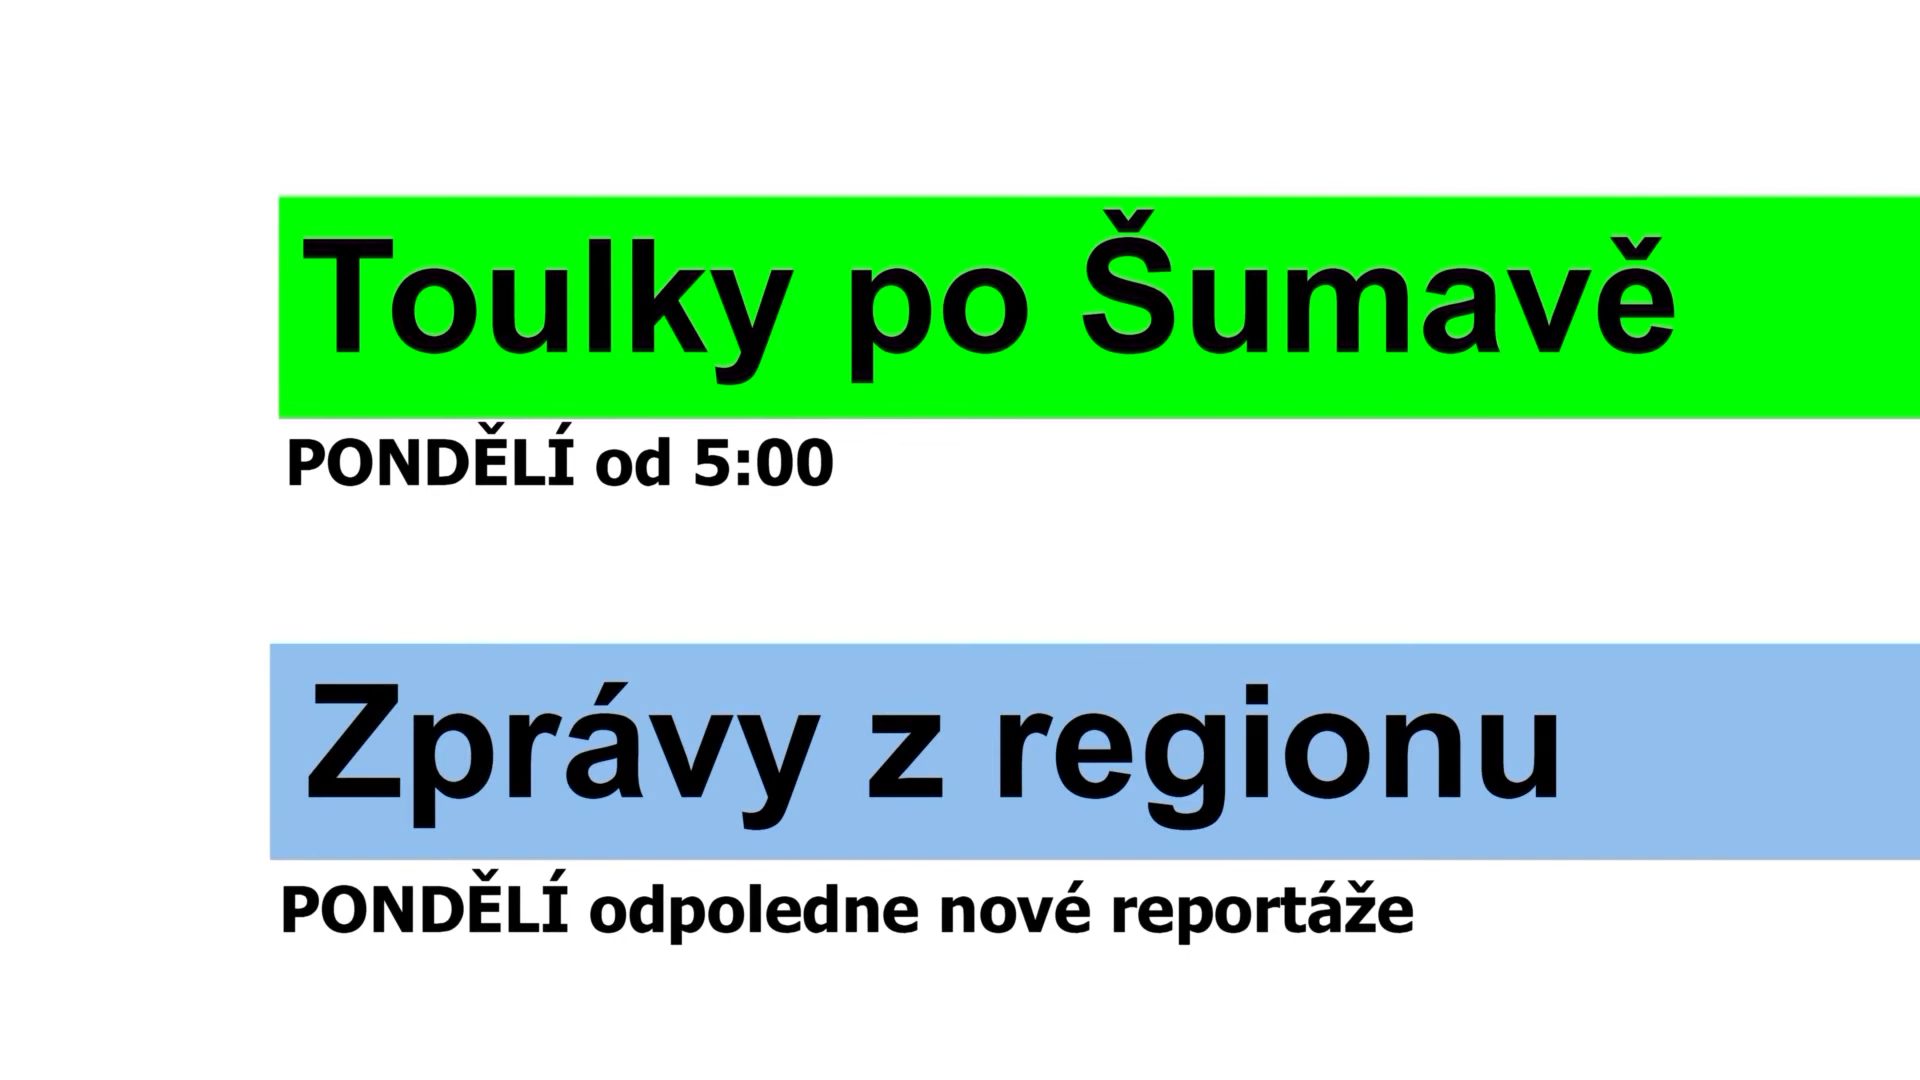 Toulky po Šumavě
PONDĚLÍ od 5:00
Zprávy z regionu
PONDĚLÍ odpoledne nové reportáže